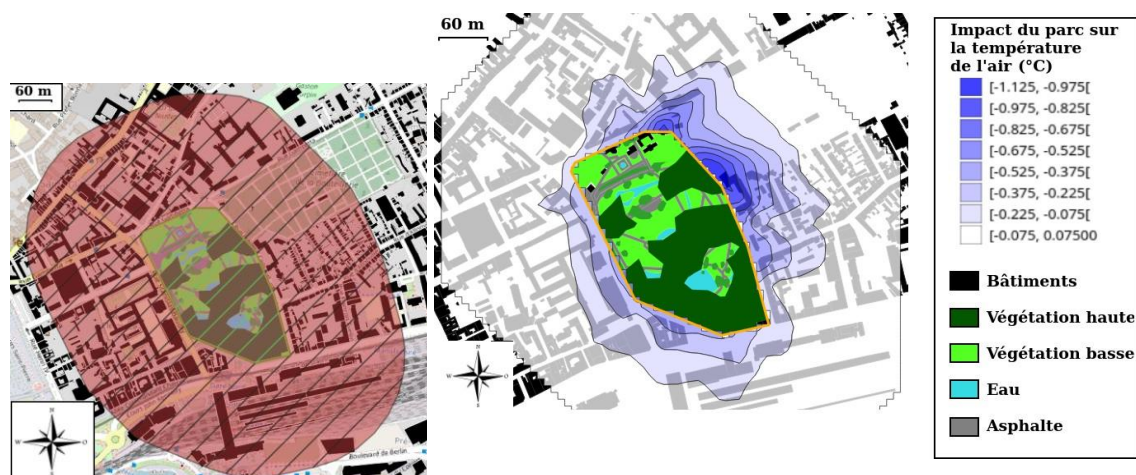 60 m
Boulevard de Berlin
60 m
Impact du parc sur
la température
de l'air (°C)
[-1.125, -0.975[
[-0.975, -0.825[
[-0.825, -0.675[
[-0.675, -0.525[
[-0.525, -0.375[
[-0.375, -0.225[
[-0.225, -0.075[
[-0.075, 0.07500[
Bâtiments
Végétation haute
Végétation basse
Eau
Asphalte